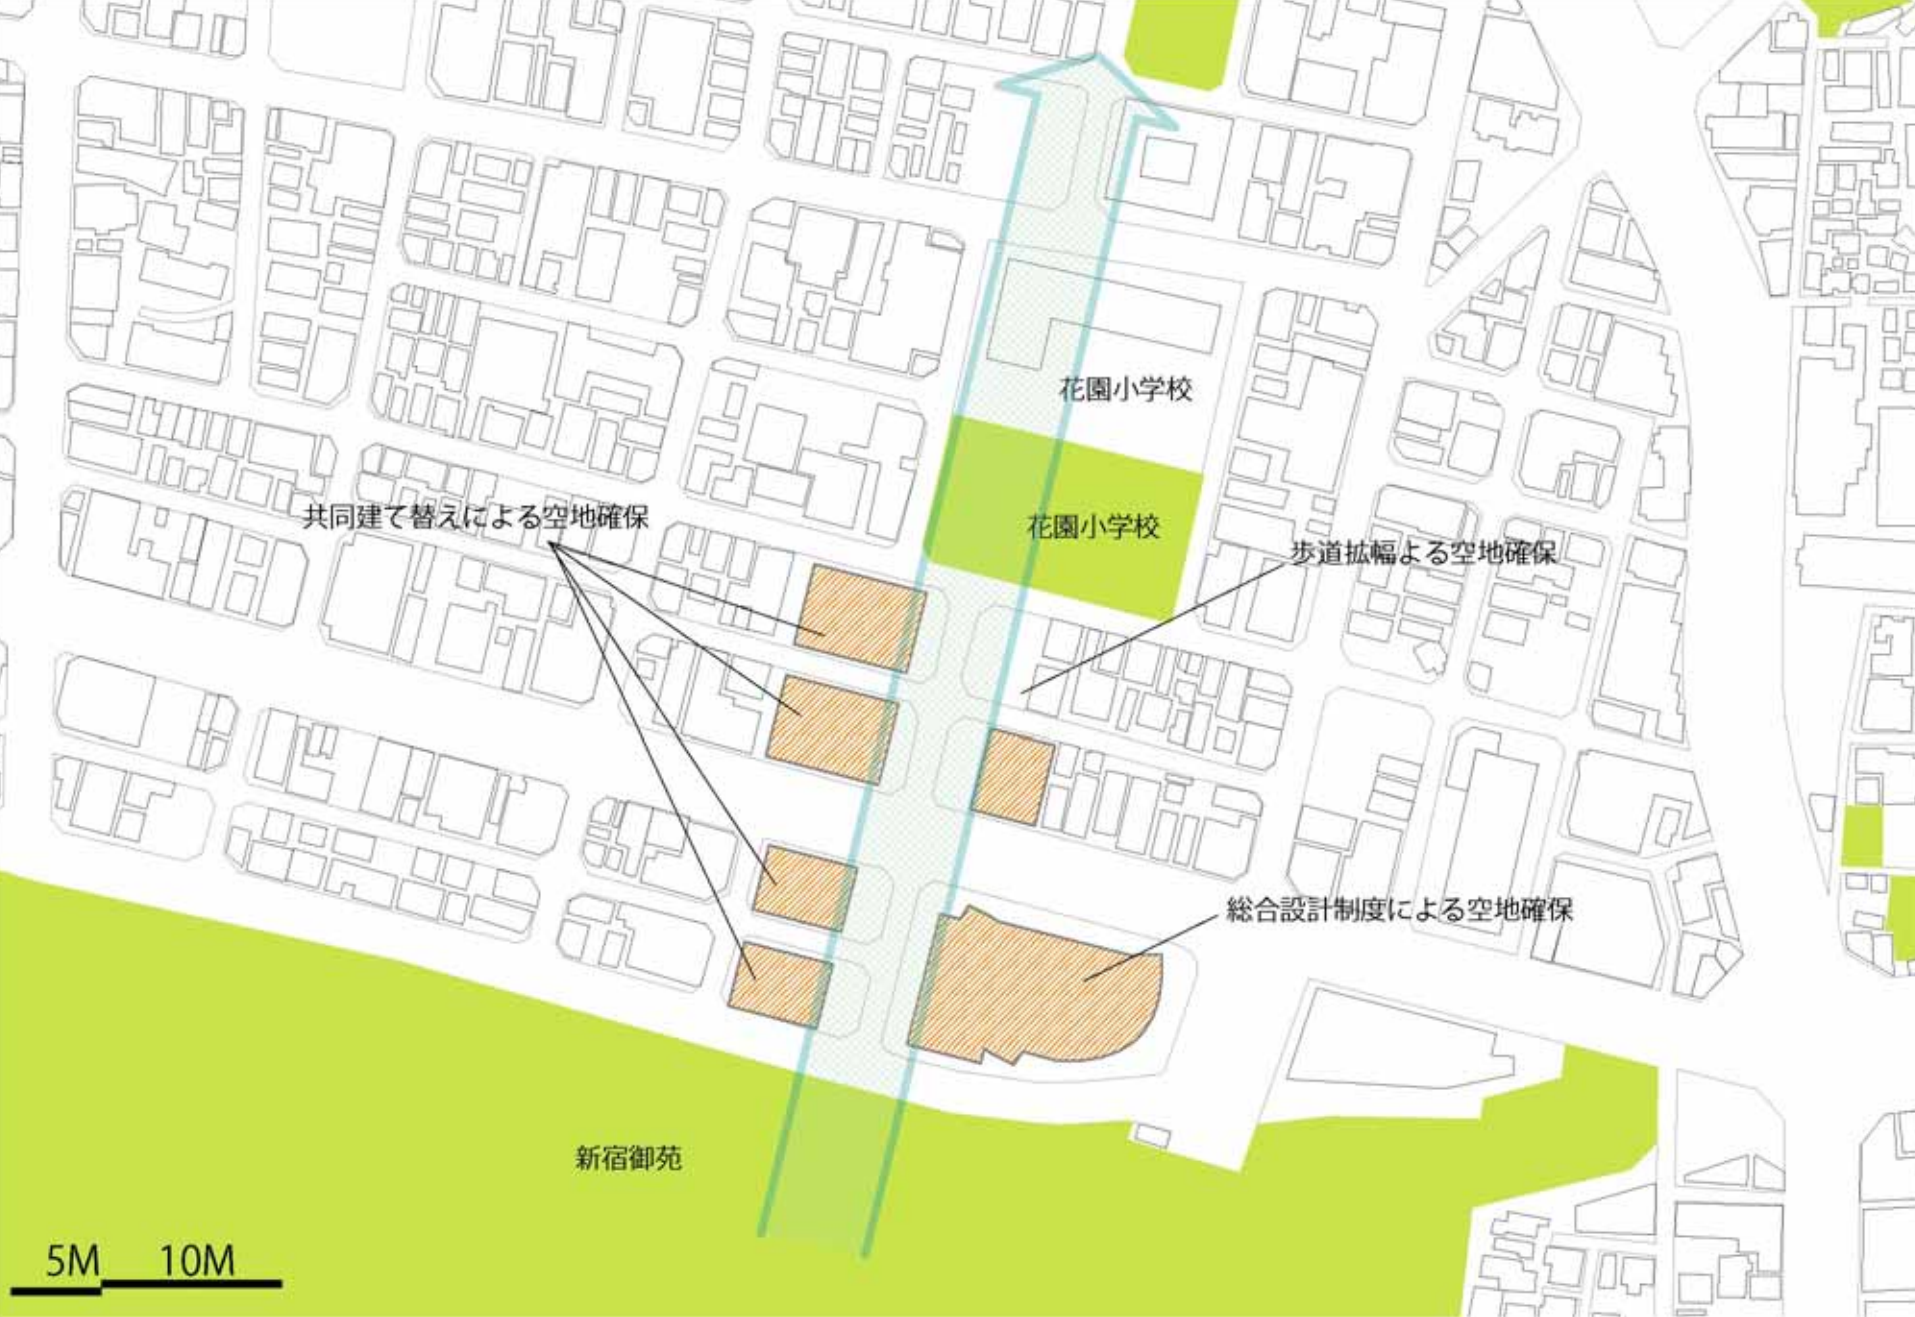 花園小学校
共同建て替えによる空地確保
花園小学校
歩道拡幅よる空地確保
総合設計制度による空地確保
新宿御苑
5M 10M